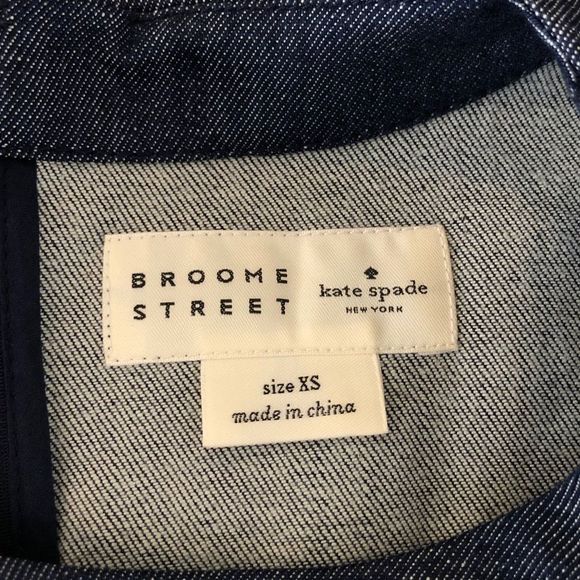 BROOME
STREET
kate spade
NEW YORK
size XS
made in china